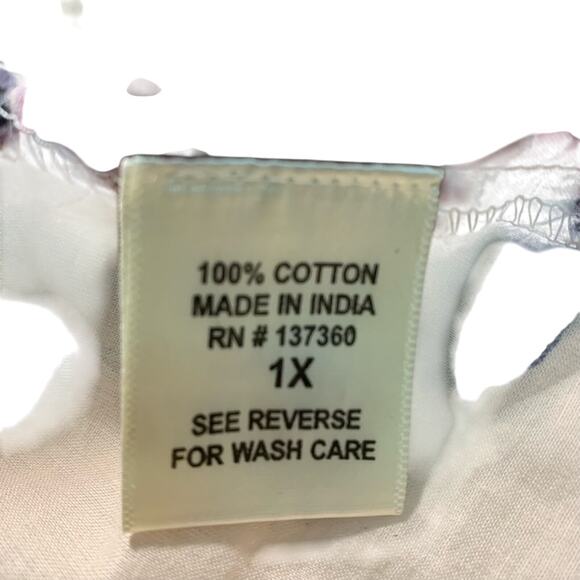 100% COTTON
MADE IN INDIA
RN # 137360
1X
SEE REVERSE
FOR WASH CARE